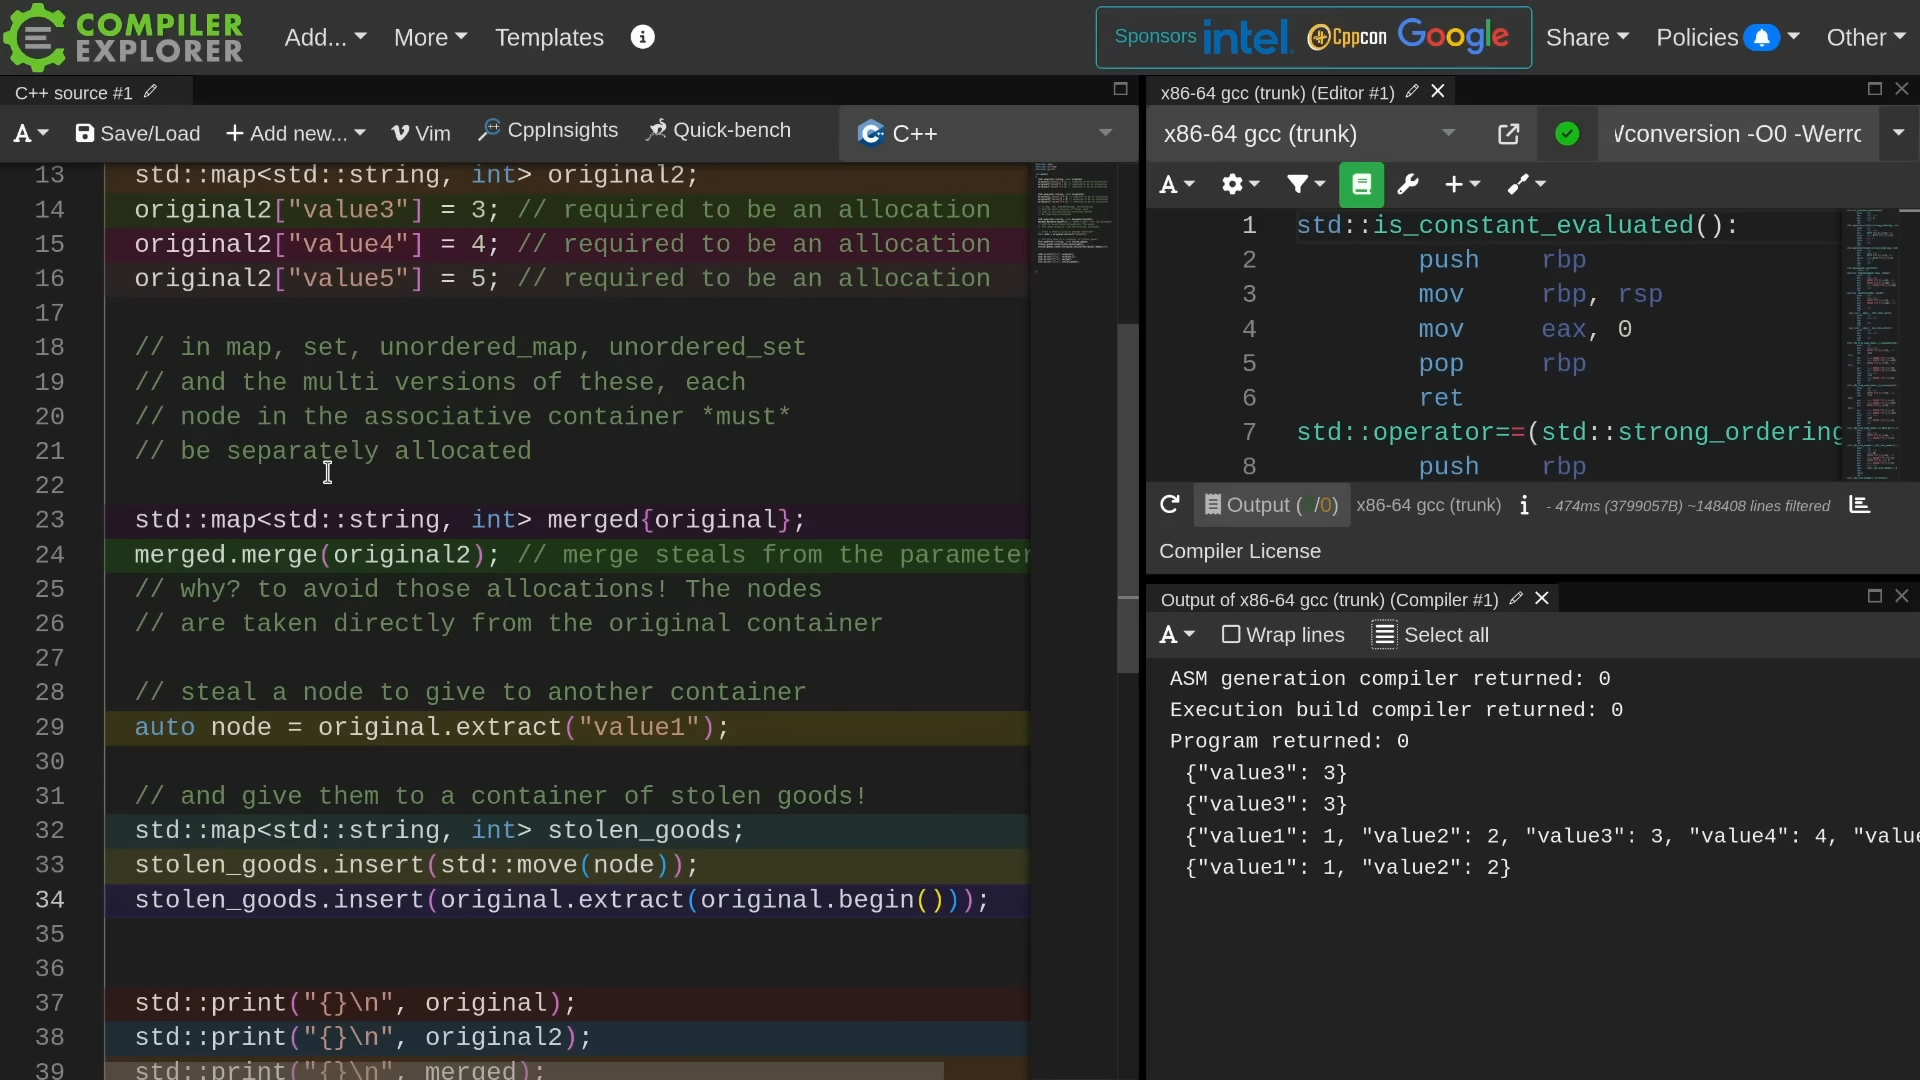 COMPILER
EXPLORER
Add...
More
Templates
Sponsors intel. Cppcon Google
Share
Policies
Other
C++ source #1
A
Save/Load
+ Add new...
Vim
CppInsights
Quick-bench
C++
13 std::map<std::string, int> original2;
14 original2["value3"] = 3; // required to be an allocation
15 original2["value4"] = 4; // required to be an allocation
16 original2["value5"] = 5; // required to be an allocation
17
18 // in map, set, unordered_map, unordered_set
19 // and the multi versions of these, each
20 // node in the associative container *must*
21 // be separately allocated
22
23 std::map<std::string, int> merged{original};
24 merged.merge(original2); // merge steals from the parameter
25 // why? to avoid those allocations! The nodes
26 // are taken directly from the original container
27
28 // steal a node to give to another container
29 auto node = original.extract("value1");
30
31 // and give them to a container of stolen goods!
32 std::map<std::string, int> stolen_goods;
33 stolen_goods.insert(std::move(node));
34 stolen_goods.insert(original.extract(original.begin()));
35
36
37 std::print("{}\n", original);
38 std::print("{}\n", original2);
39 std::print("{}\n", merged);
x86-64 gcc (trunk) (Editor #1)
x86-64 gcc (trunk)
conversion -O0 -Werro
A
1 std::is_constant_evaluated():
2 push rbp
3 mov rbp, rsp
4 mov eax, 0
5 pop rbp
6 ret
7 std::operator==(std::strong_ordering
8 push rbp
Output ( /0) x86-64 gcc (trunk) i - 474ms (3799057B) ~148408 lines filtered
Compiler License
Output of x86-64 gcc (trunk) (Compiler #1)
A
Wrap lines
Select all
ASM generation compiler returned: 0
Execution build compiler returned: 0
Program returned: 0
{"value3": 3}
{"value3": 3}
{"value1": 1, "value2": 2, "value3": 3, "value4": 4, "value
{"value1": 1, "value2": 2}